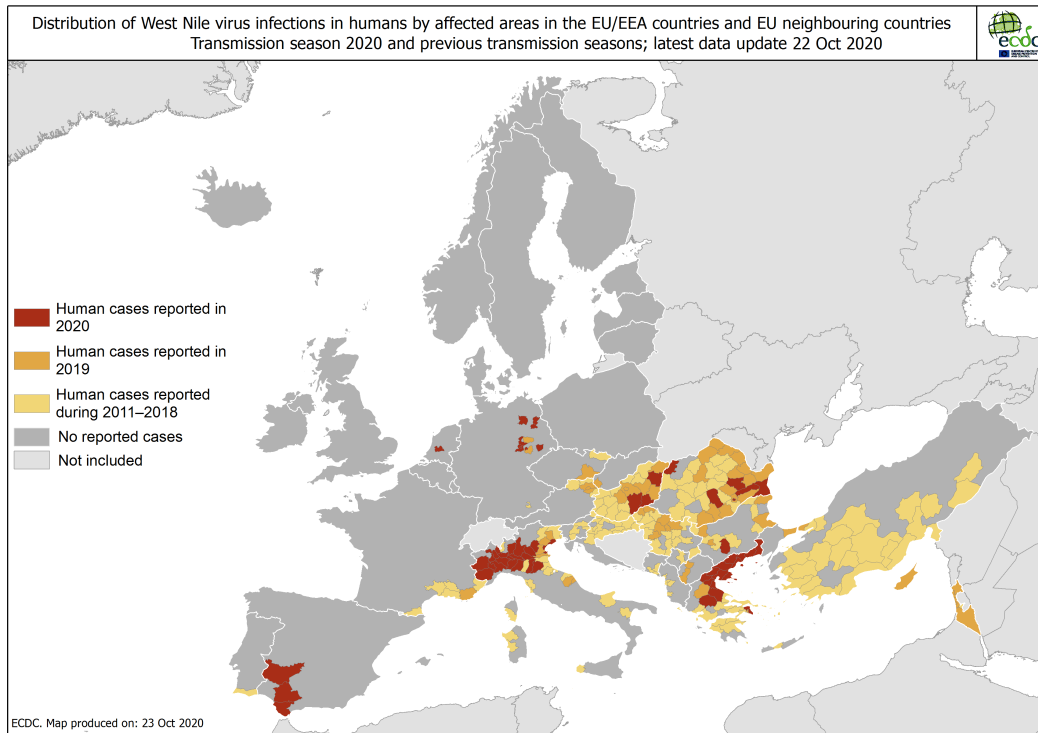 Distribution of West Nile virus infections in humans by affected areas in the EU/EEA countries and EU neighbouring countries
Transmission season 2020 and previous transmission seasons; latest data update 22 Oct 2020
ecdc
Human cases reported in
2020
Human cases reported in
2019
Human cases reported
during 2011–2018
No reported cases
Not included
ECDC. Map produced on: 23 Oct 2020